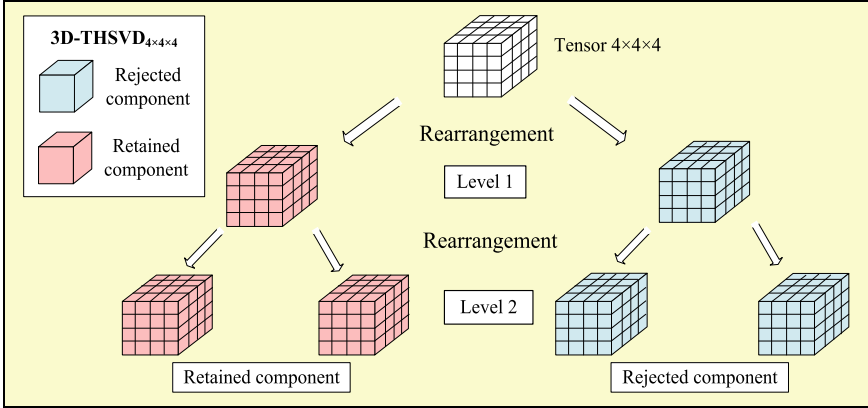 3D-THSVD4×4×4
Rejected
component
Retained
component
Tensor 4×4×4
Rearrangement
Level 1
Rearrangement
Level 2
Retained component
Rejected component